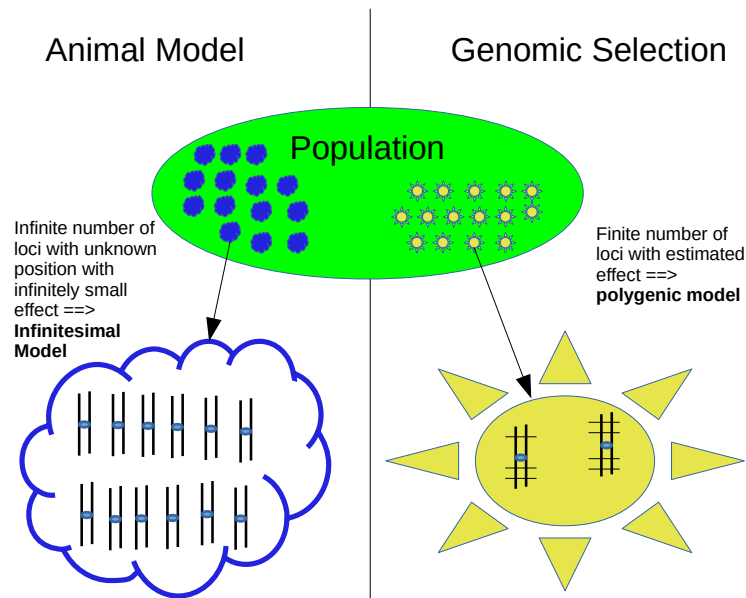 Animal Model
Genomic Selection
Population
Infinite number of
loci with unknown
position with
infinitely small
effect ==>
Infinitesimal
Model
Finite number of
loci with estimated
effect ==>
polygenic model